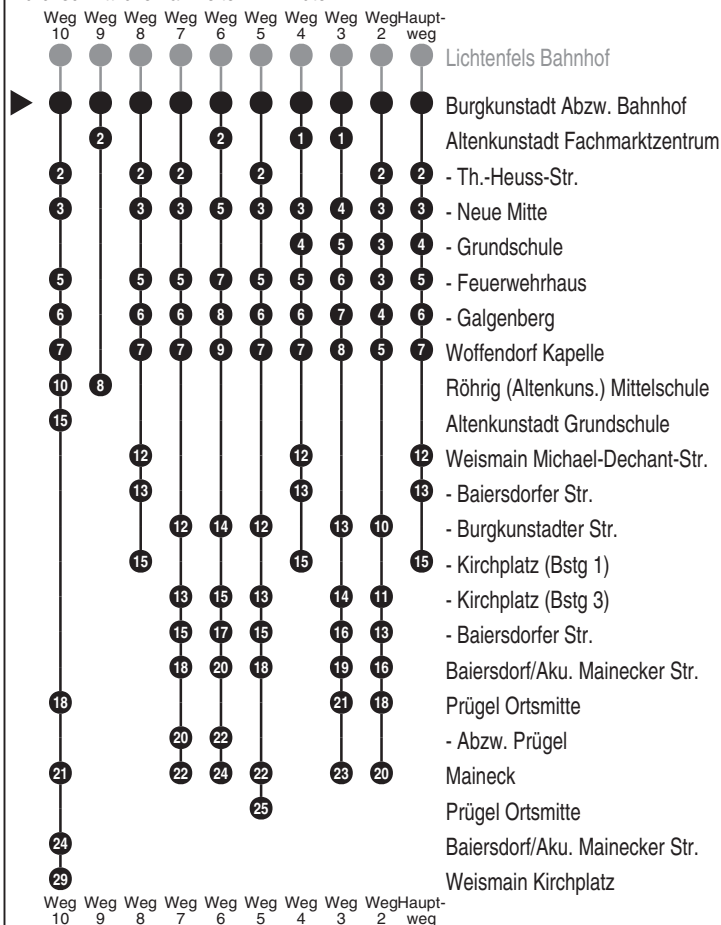 Weg 10 Weg 9 Weg 8 Weg 7 Weg 6 Weg 5 Weg 4 Weg 3 Weg 2 Haupt-weg
Lichtenfels Bahnhof
Burgkunstadt Abzw. Bahnhof
2 2 1 1 Altenkunstadt Fachmarktzentrum
2 2 2 2 2 2 - Th.-Heuss-Str.
3 3 3 5 3 3 4 3 3 - Neue Mitte
4 5 3 4 - Grundschule
5 5 5 7 5 5 6 3 5 - Feuerwehrhaus
6 6 6 8 6 6 7 4 6 - Galgenberg
7 7 7 9 7 7 8 5 7 Woffendorf Kapelle
10 8 Röhrig (Altenkuns.) Mittelschule
15 Altenkunstadt Grundschule
12 12 12 Weismain Michael-Dechant-Str.
13 13 13 - Baiersdorfer Str.
12 14 12 13 10 - Burgkunstadter Str.
15 15 15 - Kirchplatz (Bstg 1)
13 15 13 14 11 - Kirchplatz (Bstg 3)
15 17 15 16 13 - Baiersdorfer Str.
18 20 18 19 16 Baiersdorf/Aku. Mainecker Str.
18 21 18 Prügel Ortsmitte
20 22 - Abzw. Prügel
21 22 24 22 23 20 Maineck
25 Prügel Ortsmitte
24 Baiersdorf/Aku. Mainecker Str.
29 Weismain Kirchplatz
Weg 10 Weg 9 Weg 8 Weg 7 Weg 6 Weg 5 Weg 4 Weg 3 Weg 2 Haupt-weg